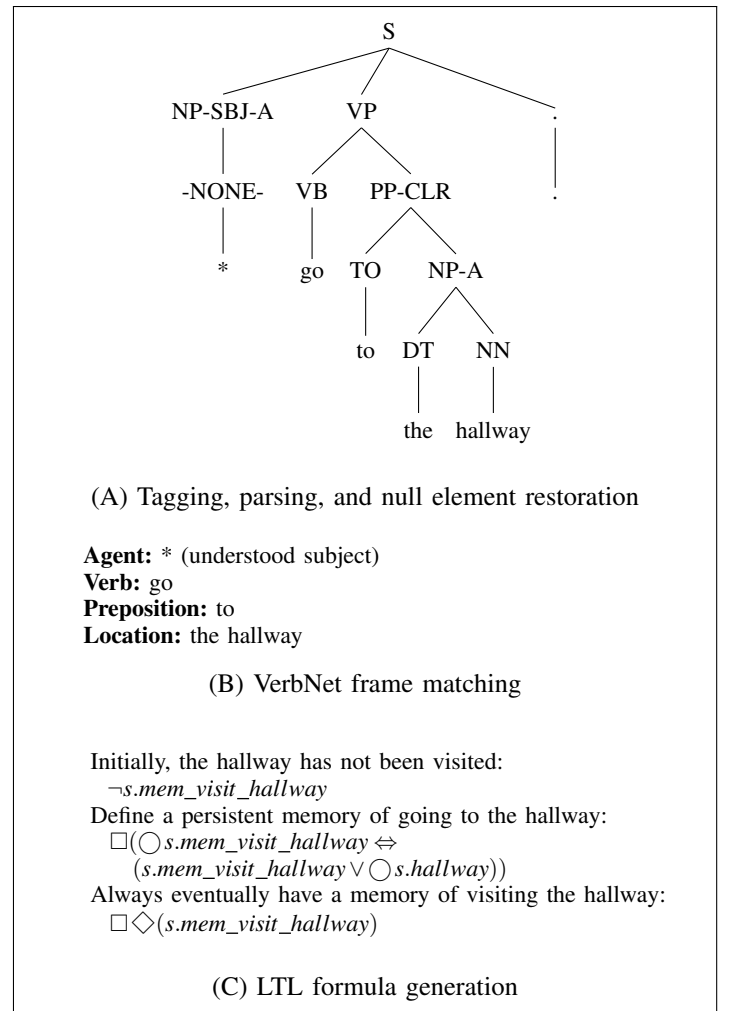 S
NP-SBJ-A VP .
-NONE- VB PP-CLR .
* go TO NP-A
to DT NN
the hallway
(A) Tagging, parsing, and null element restoration
Agent: * (understood subject)
Verb: go
Preposition: to
Location: the hallway
(B) VerbNet frame matching
Initially, the hallway has not been visited:
¬s.mem_visit_hallway
Define a persistent memory of going to the hallway:
□(◯ s.mem_visit_hallway ⇔
(s.mem_visit_hallway ∨ ◯ s.hallway))
Always eventually have a memory of visiting the hallway:
□◇(s.mem_visit_hallway)
(C) LTL formula generation